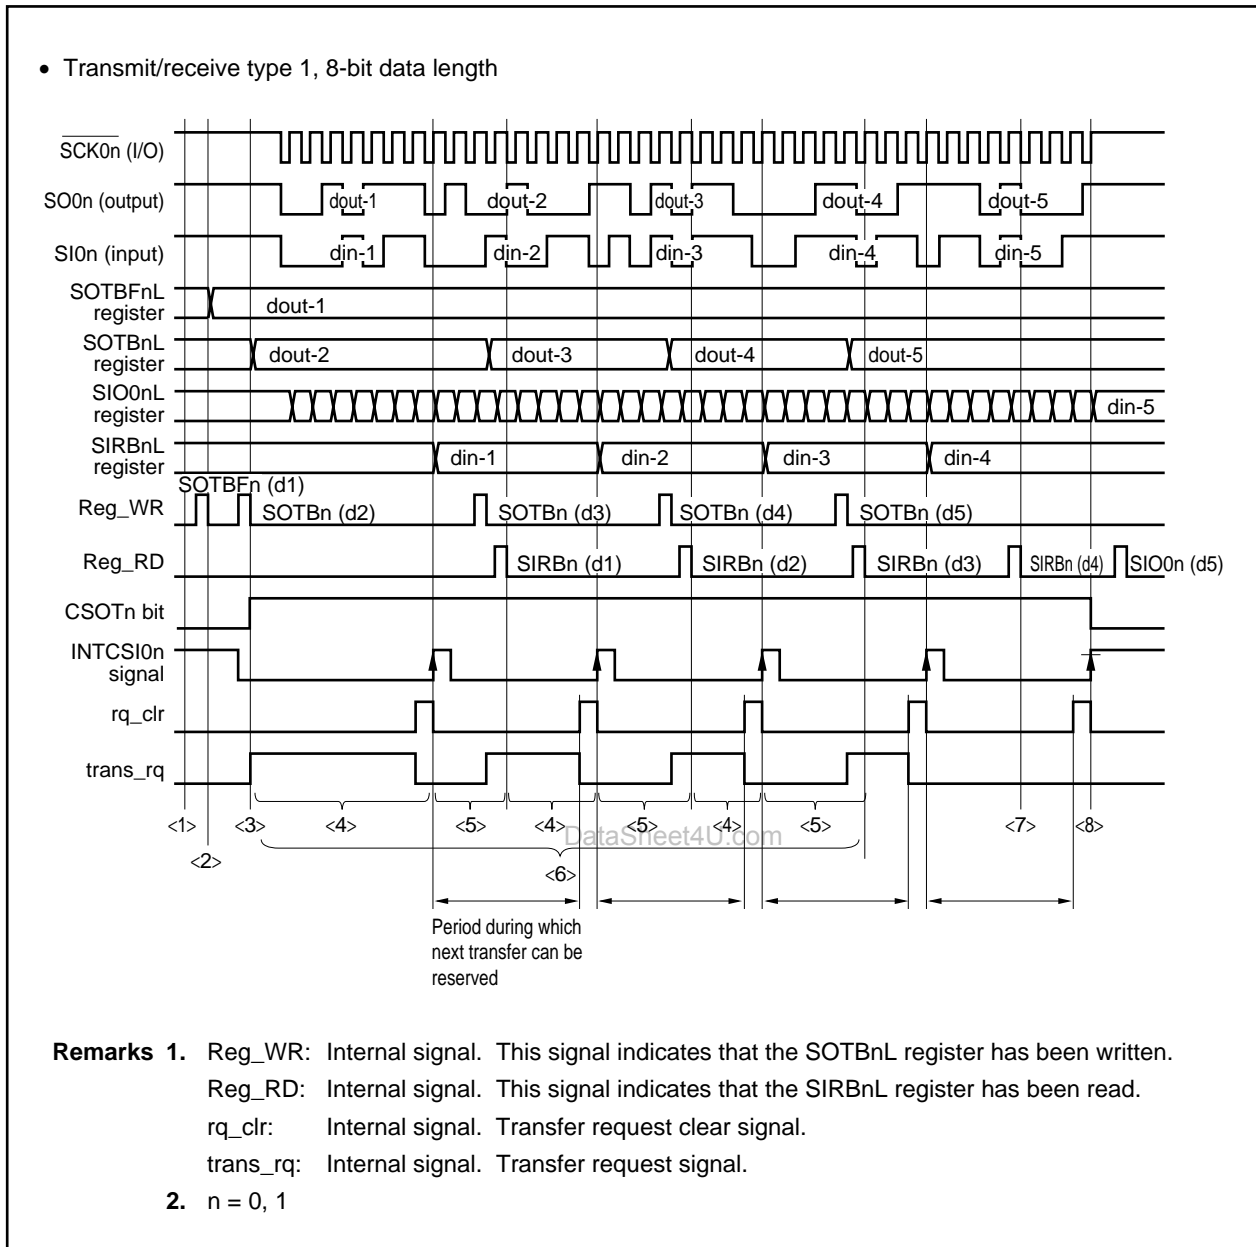 • Transmit/receive type 1, 8-bit data length
SCK0n (I/O)
SO0n (output) dout-1 dout-2 dout-3 dout-4 dout-5
SI0n (input) din-1 din-2 din-3 din-4 din-5
SOTBFnL
register dout-1
SOTBnL
register dout-2 dout-3 dout-4 dout-5
SIO0nL
register din-5
SIRBnL
register din-1 din-2 din-3 din-4
SOTBFn (d1)
Reg_WR SOTBn (d2) SOTBn (d3) SOTBn (d4) SOTBn (d5)
Reg_RD SIRBn (d1) SIRBn (d2) SIRBn (d3) SIRBn (d4) SIO0n (d5)
CSOTn bit
INTCSI0n
signal
rq_clr
trans_rq
<1> <3> <4> <5> <4> <5> <4> <5> <7> <8>
DataSheet4U.com
<2> <6>
Period during which
next transfer can be
reserved
Remarks 1. Reg_WR: Internal signal. This signal indicates that the SOTBnL register has been written.
Reg_RD: Internal signal. This signal indicates that the SIRBnL register has been read.
rq_clr: Internal signal. Transfer request clear signal.
trans_rq: Internal signal. Transfer request signal.
2. n = 0, 1